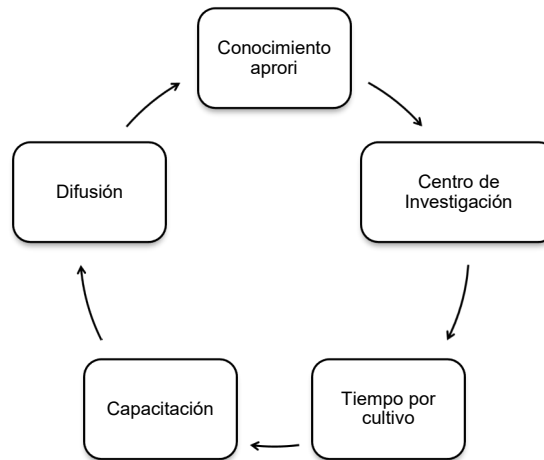 Conocimiento
aprori
Centro de
Investigación
Tiempo por
cultivo
Capacitación
Difusión